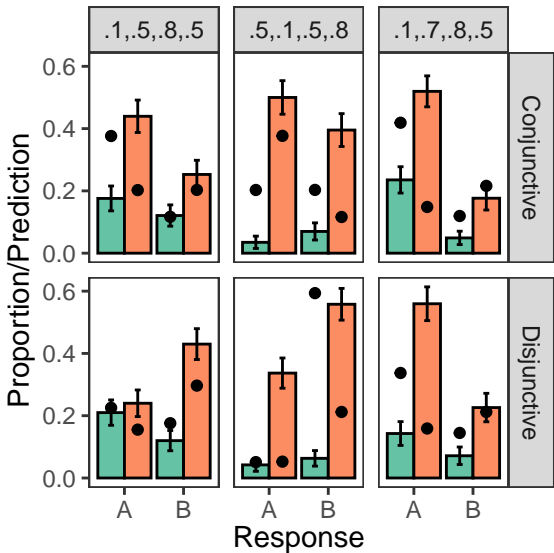 .1,.5,.8,.5 .5,.1,.5,.8 .1,.7,.8,.5
Proportion/Prediction
0.6
0.4
0.2
0.0
Conjunctive
0.6
0.4
0.2
0.0
Disjunctive
A B A B A B
Response